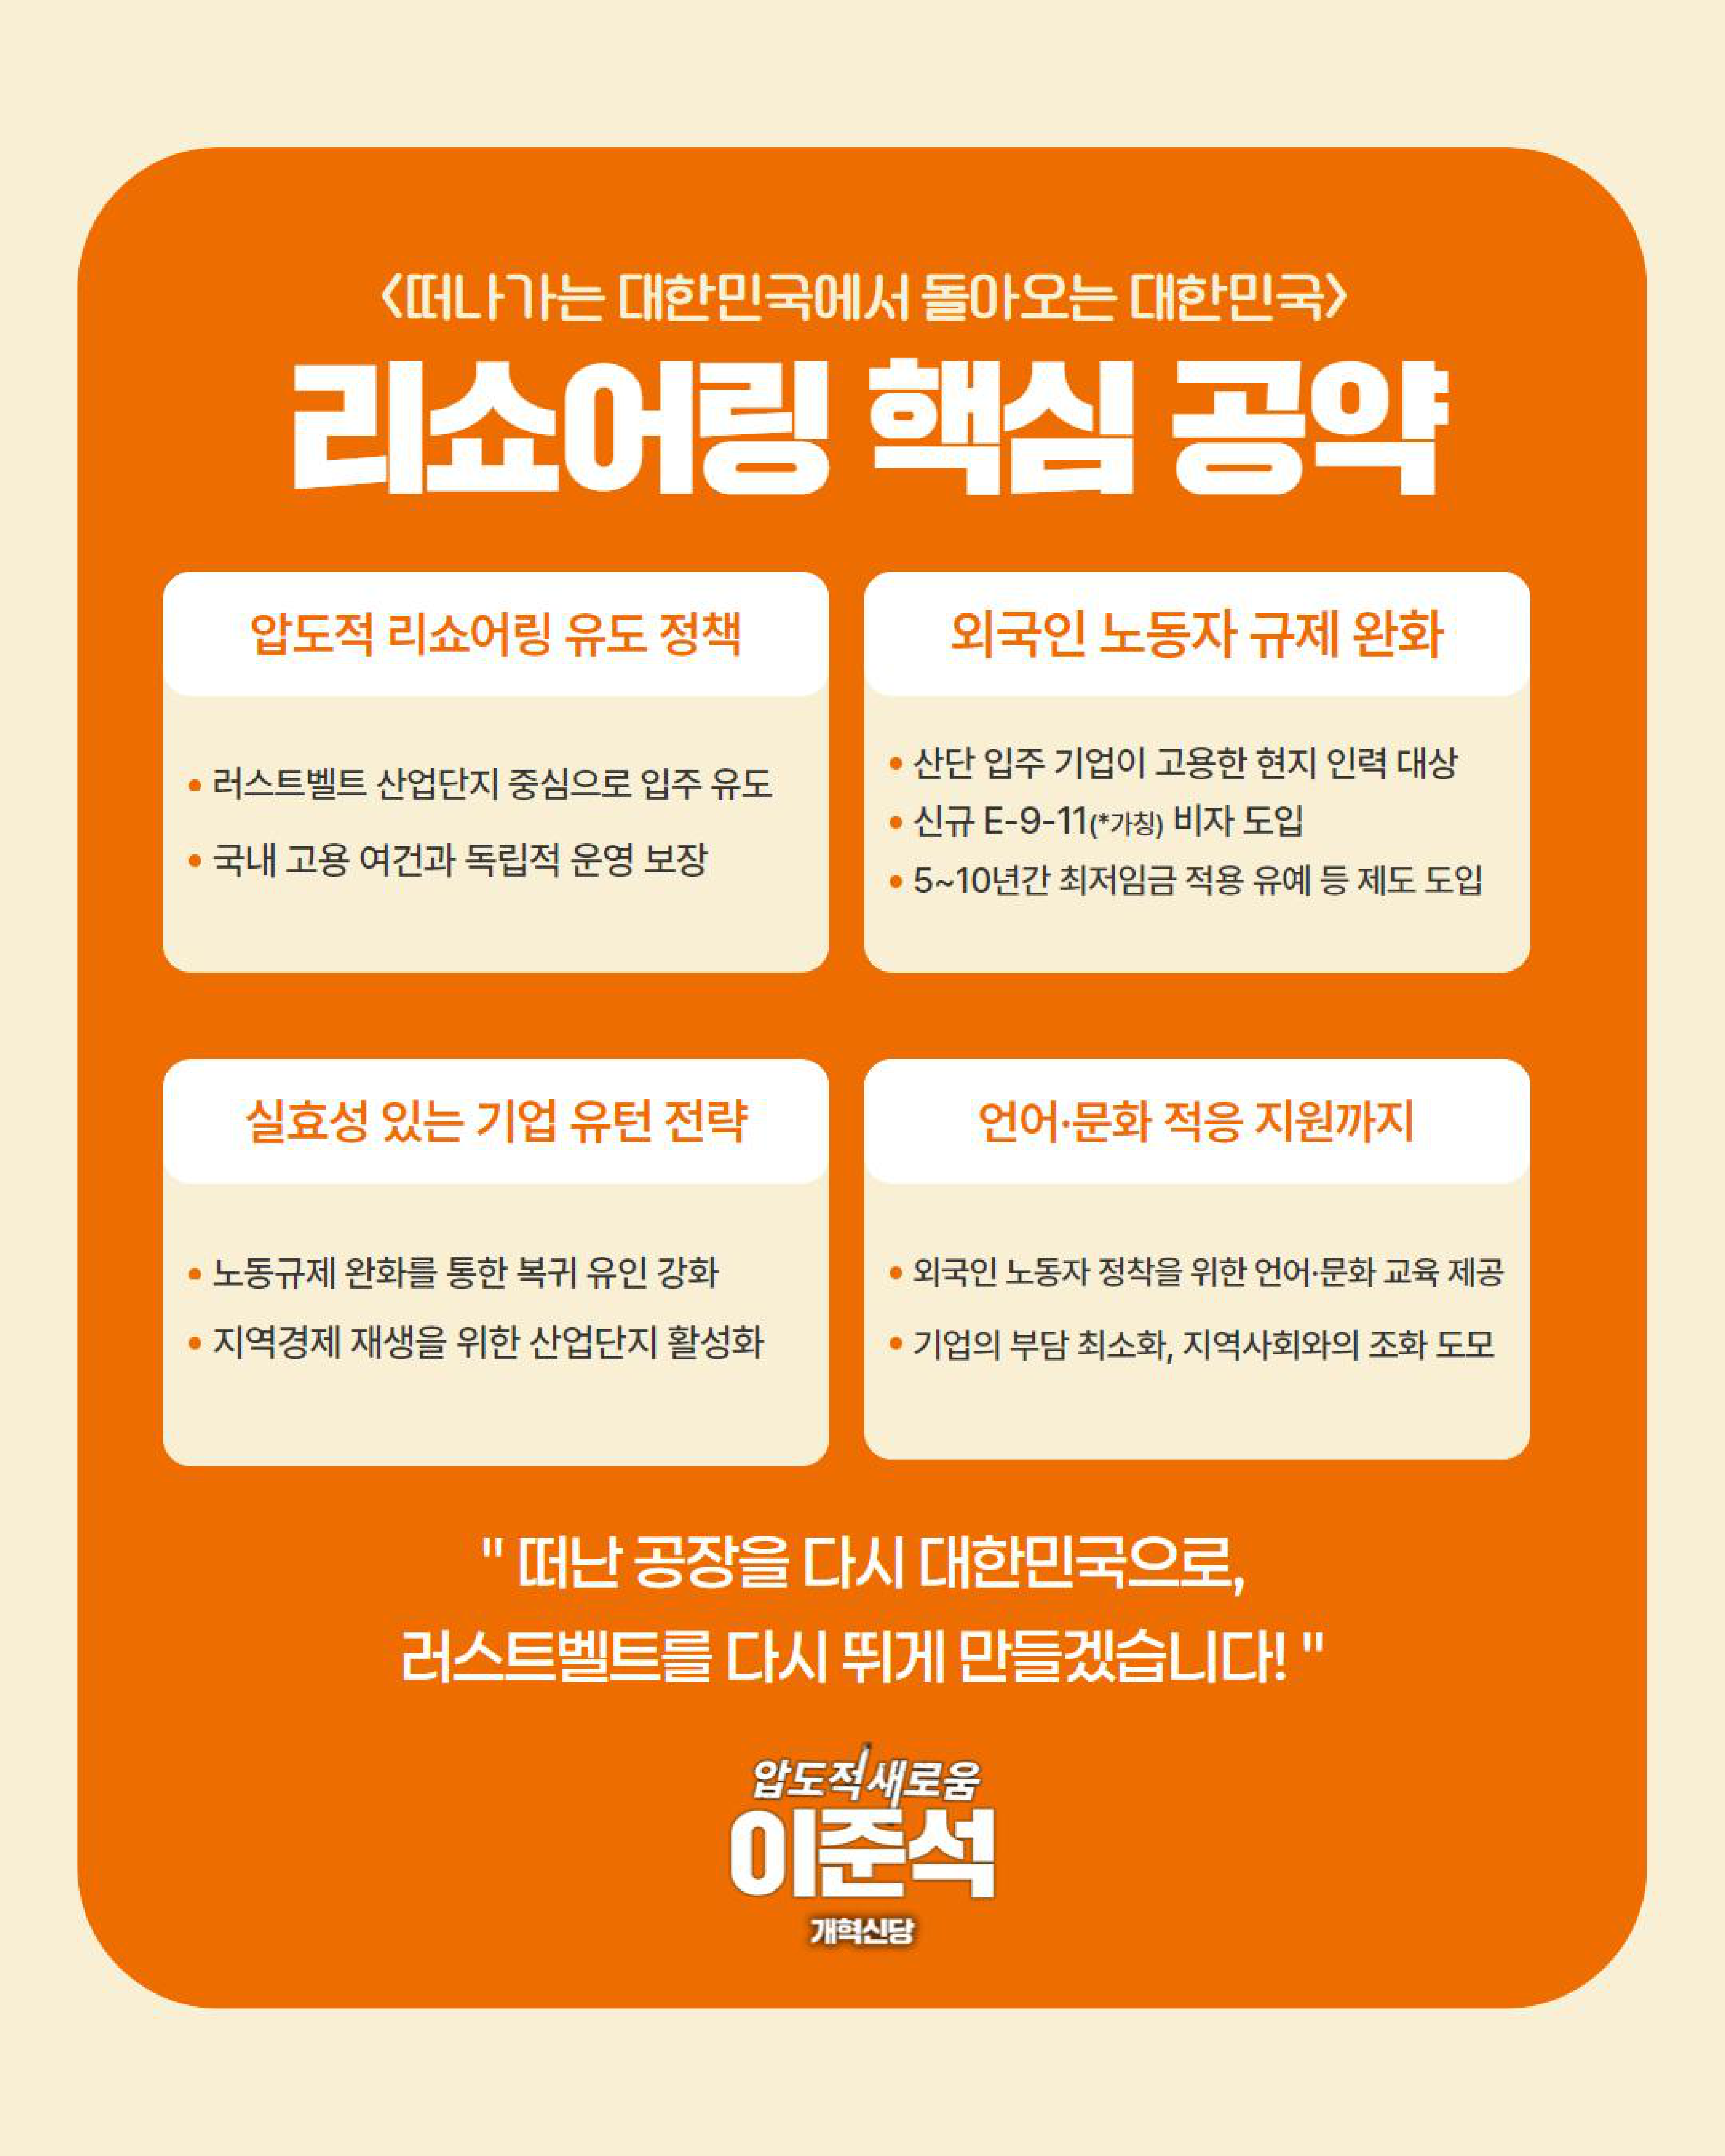 <떠나가는 대한민국에서 돌아오는 대한민국>
리쇼어링 핵심 공약
압도적 리쇼어링 유도 정책
• 러스트벨트 산업단지 중심으로 입주 유도
• 국내 고용 여건과 독립적 운영 보장
외국인 노동자 규제 완화
• 산단 입주 기업이 고용한 현지 인력 대상
• 신규 E-9-11(*가칭) 비자 도입
• 5~10년간 최저임금 적용 유예 등 제도 도입
실효성 있는 기업 유턴 전략
• 노동규제 완화를 통한 복귀 유인 강화
• 지역경제 재생을 위한 산업단지 활성화
언어·문화 적응 지원까지
• 외국인 노동자 정착을 위한 언어·문화 교육 제공
• 기업의 부담 최소화, 지역사회와의 조화 도모
" 떠난 공장을 다시 대한민국으로,
러스트벨트를 다시 뛰게 만들겠습니다! "
압도적새로움
이준석
개혁신당